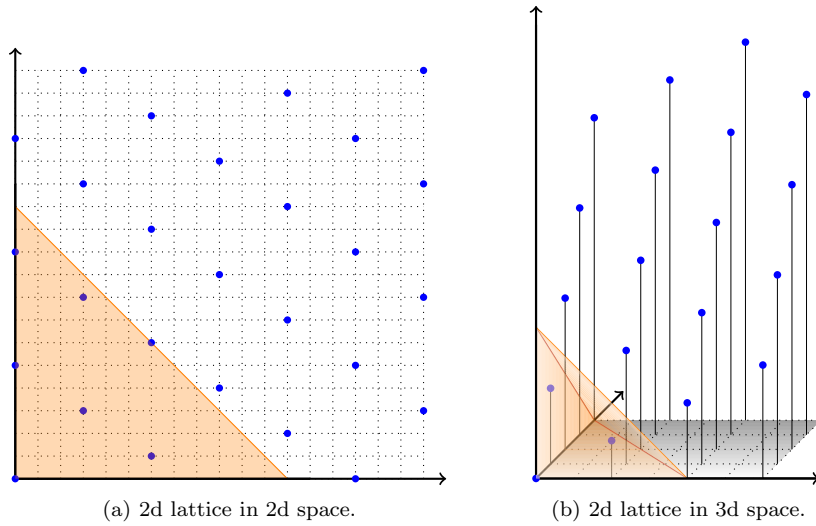 (a) 2d lattice in 2d space.
(b) 2d lattice in 3d space.